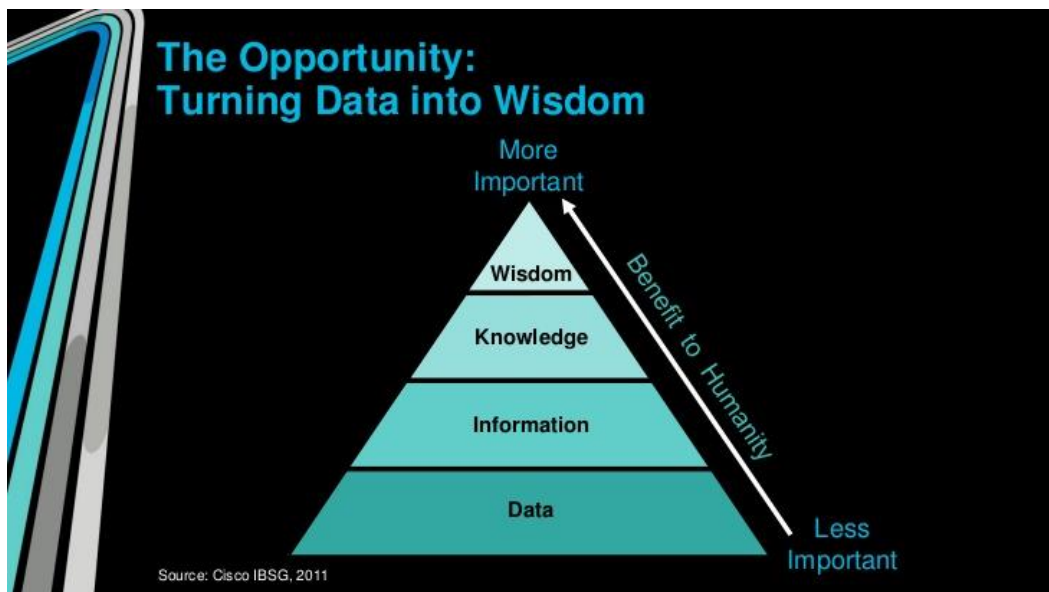 The Opportunity:
Turning Data into Wisdom
More
Important
Wisdom
Knowledge
Information
Data
Benefit to Humanity
Less
Important
Source: Cisco IBSG, 2011